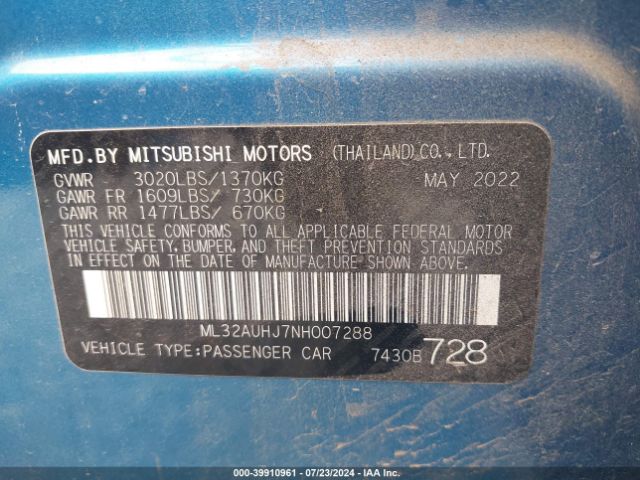 MFD. BY MITSUBISHI MOTORS (THAILAND) CO., LTD.
GVWR 3020LBS/1370KG MAY 2022
GAWR FR 1609LBS/ 730KG
GAWR RR 1477LBS/ 670KG
THIS VEHICLE CONFORMS TO ALL APPLICABLE FEDERAL MOTOR
VEHICLE SAFETY, BUMPER, AND THEFT PREVENTION STANDARDS
IN EFFECT ON THE DATE OF MANUFACTURE SHOWN ABOVE.
ML32AUHJ7NH007288
VEHICLE TYPE:PASSENGER CAR 7430B 728
000-39910961 / 07/23/2024 - IAA Inc.